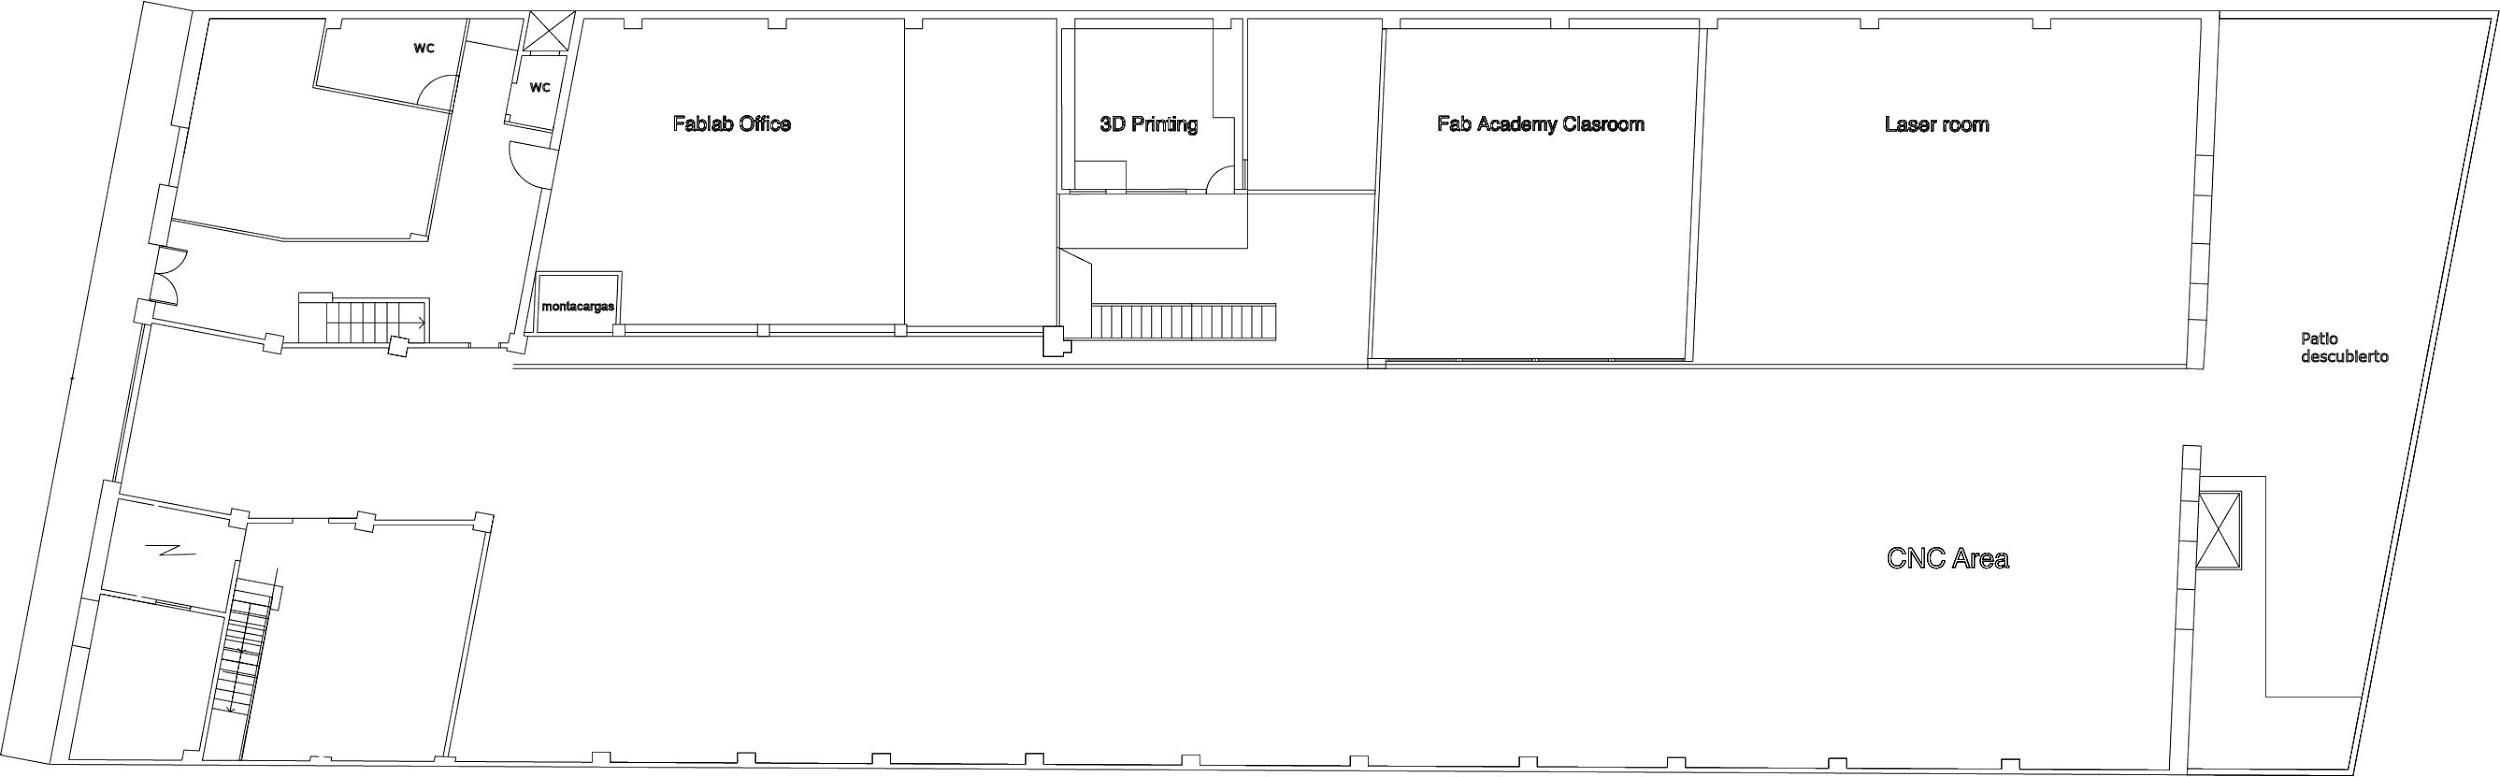 WC
WC
Fablab Office
3D Printing
Fab Academy Clasroom
Laser room
montacargas
Patio
descubierto
CNC Area